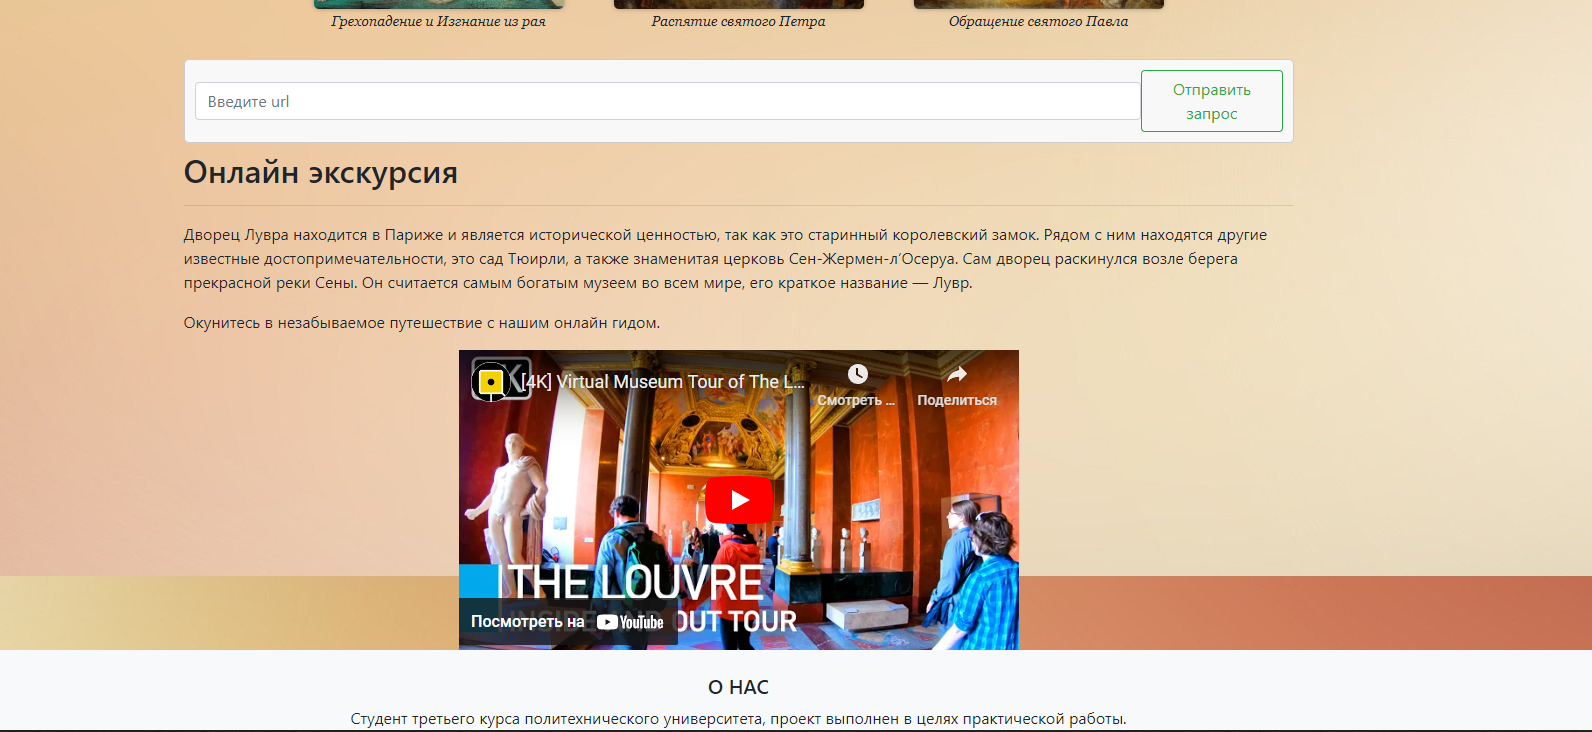 Грехопадение и Изгнание из рая
Распятие святого Петра
Обращение святого Павла
Введите url
Отправить
запрос
Онлайн экскурсия
Дворец Лувра находится в Париже и является исторической ценностью, так как это старинный королевский замок. Рядом с ним находятся другие
известные достопримечательности, это сад Тюирли, а также знаменитая церковь Сен-Жермен-л’Осеруа. Сам дворец раскинулся возле берега
прекрасной реки Сены. Он считается самым богатым музеем во всем мире, его краткое название — Лувр.
Окунитесь в незабываемое путешествие с нашим онлайн гидом.
[4K] Virtual Museum Tour of The L...
Смотреть ...
Поделиться
THE LOUVRE
OUT TOUR
Посмотреть на YouTube
О НАС
Студент третьего курса политехнического университета, проект выполнен в целях практической работы.